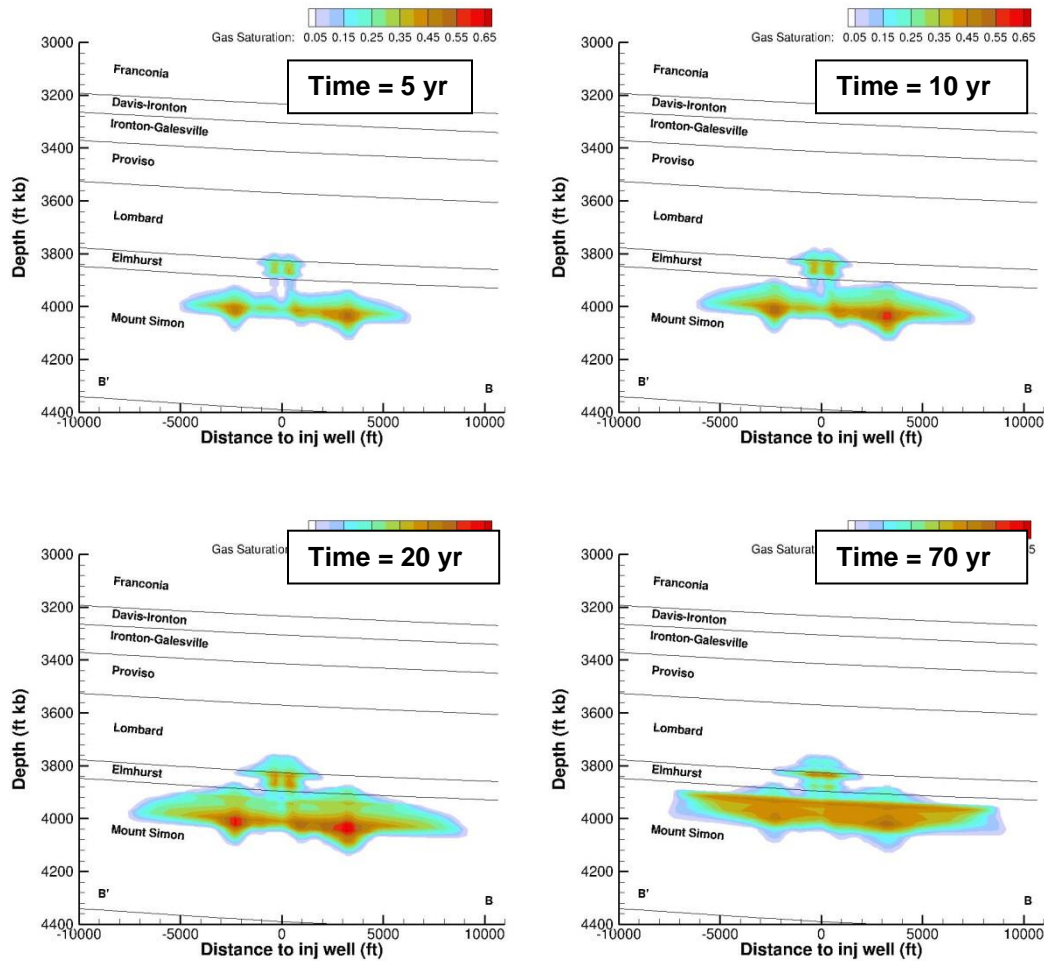 Gas Saturation: 0.05 0.15 0.25 0.35 0.45 0.55 0.65
Time = 5 yr
3000
3200
3400
3600
3800
4000
4200
4400
Depth (ft kb)
Franconia
Davis-Ironton
Ironton-Galesville
Proviso
Lombard
Elmhurst
Mount Simon
B' B
-10000 -5000 0 5000 10000
Distance to inj well (ft)
Gas Saturation: 0.05 0.15 0.25 0.35 0.45 0.55 0.65
Time = 10 yr
3000
3200
3400
3600
3800
4000
4200
4400
Depth (ft kb)
Franconia
Davis-Ironton
Ironton-Galesville
Proviso
Lombard
Elmhurst
Mount Simon
B' B
-10000 -5000 0 5000 10000
Distance to inj well (ft)
Gas Saturation
Time = 20 yr
3000
3200
3400
3600
3800
4000
4200
4400
Depth (ft kb)
Franconia
Davis-Ironton
Ironton-Galesville
Proviso
Lombard
Elmhurst
Mount Simon
B' B
-10000 -5000 0 5000 10000
Distance to inj well (ft)
Gas Saturat 5
Time = 70 yr
3000
3200
3400
3600
3800
4000
4200
4400
Depth (ft kb)
Franconia
Davis-Ironton
Ironton-Galesville
Proviso
Lombard
Elmhurst
Mount Simon
B' B
-10000 -5000 0 5000 10000
Distance to inj well (ft)